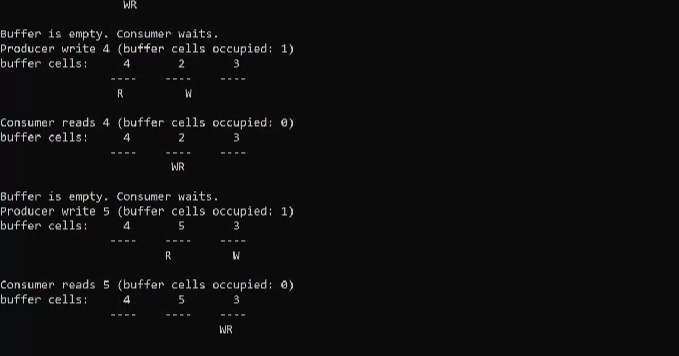 WR
Buffer is empty. Consumer waits.
Producer write 4 (buffer cells occupied: 1)
buffer cells: 4 2 3
---- ---- ----
R W
Consumer reads 4 (buffer cells occupied: 0)
buffer cells: 4 2 3
---- ---- ----
WR
Buffer is empty. Consumer waits.
Producer write 5 (buffer cells occupied: 1)
buffer cells: 4 5 3
---- ---- ----
R W
Consumer reads 5 (buffer cells occupied: 0)
buffer cells: 4 5 3
---- ---- ----
WR